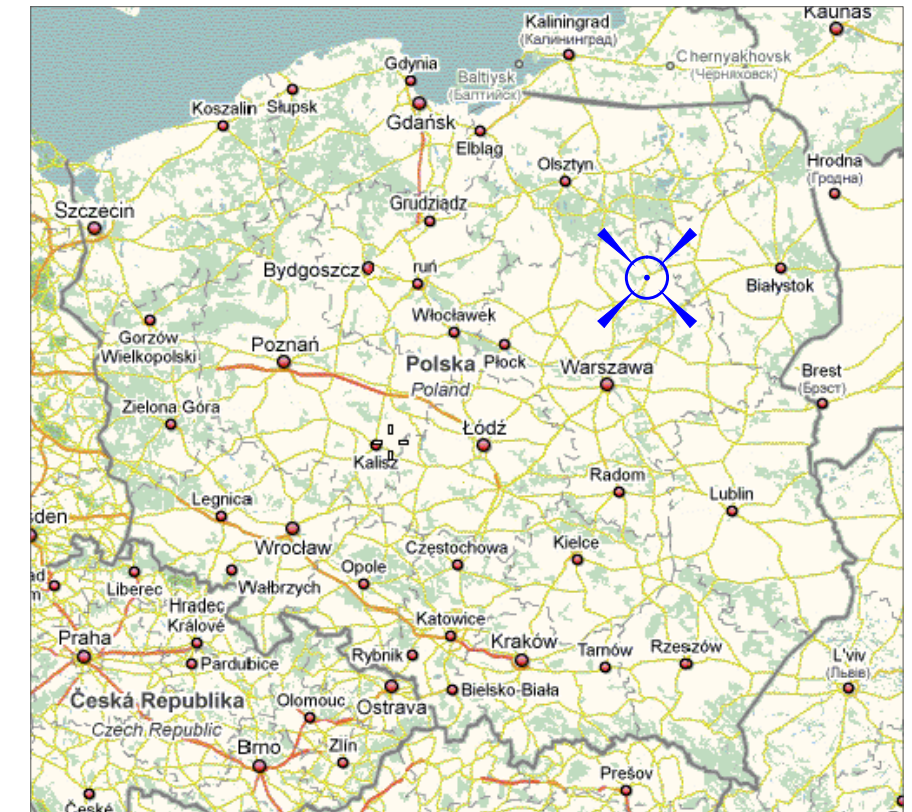 Kaunas
Kaliningrad
(Калининград)
Chernyakhovsk
(Черняховск)
Gdynia
Baltiysk
(Балтийск)
Koszalin
Słupsk
Gdańsk
Elbląg
Olsztyn
Hrodna
(Гродна)
Szczecin
Grudziądz
Bydgoszcz
ruń
Białystok
Włocławek
Gorzów
Wielkopolski
Poznań
Polska
Poland
Płock
Warszawa
Brest
(Брэст)
Zielona Góra
Łódź
Kalisz
Radom
Lublin
Legnica
sden
Wrocław
Częstochowa
Kielce
Opole
Wałbrzych
ad
m
Liberec
Hradec
Králové
Katowice
Kraków
Tarnów
Rzeszów
Praha
Pardubice
Rybnik
L'viv
(Львів)
Bielsko-Biała
Česká Republika
Czech Republic
Olomouc
Ostrava
Brno
Zlín
Prešov
České